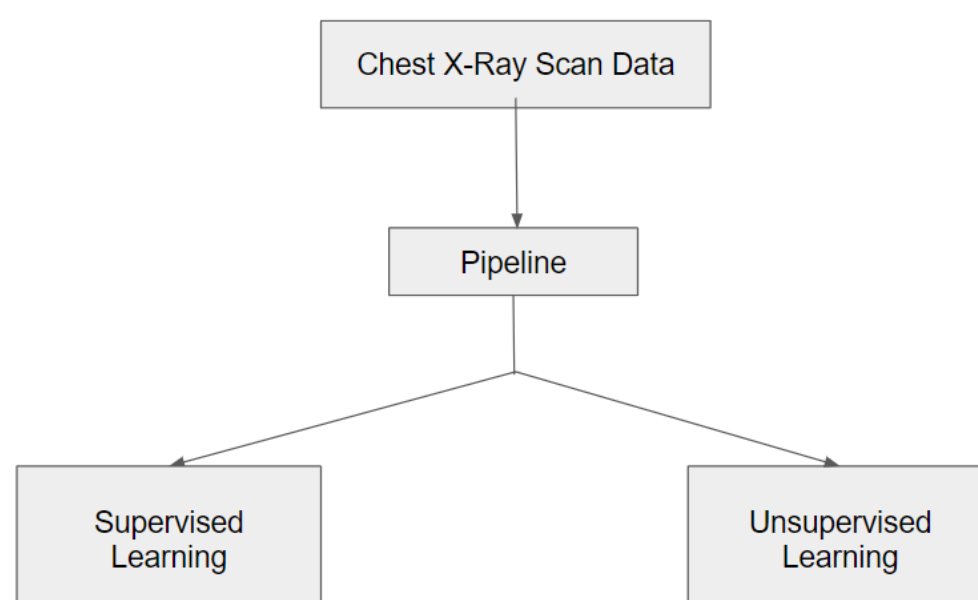 Chest X-Ray Scan Data
Pipeline
Supervised
Learning
Unsupervised
Learning